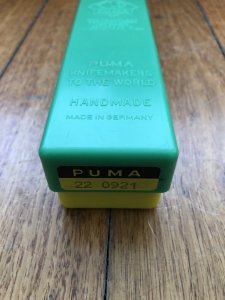 PUMA
KNIFEMAKERS
TO THE WORLD
HANDMADE
MADE IN GERMANY
PUMA
22 0921